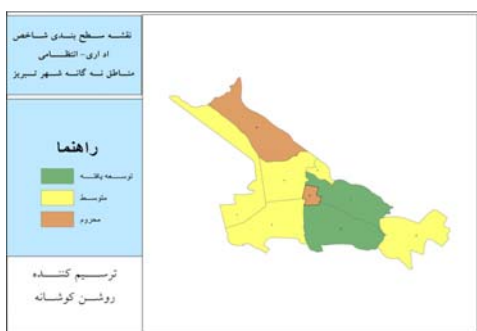 نقشه سطح بندی شاخص
اداری- انتظامی
مناطق نه گانه شهر تبریز
راهنما
توسعه یافته
متوسط
محروم
ترسیم کننده
روشن کوشانه